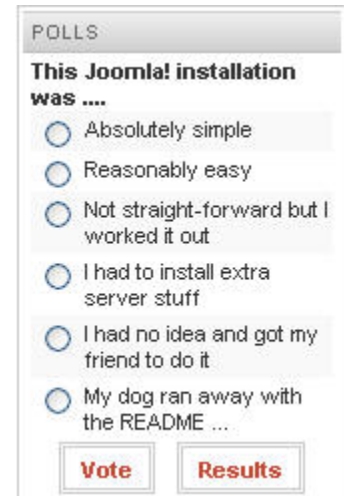 POLLS
This Joomla! installation
was ....
Absolutely simple
Reasonably easy
Not straight-forward but I
worked it out
I had to install extra
server stuff
I had no idea and got my
friend to do it
My dog ran away with
the README ...
Vote Results